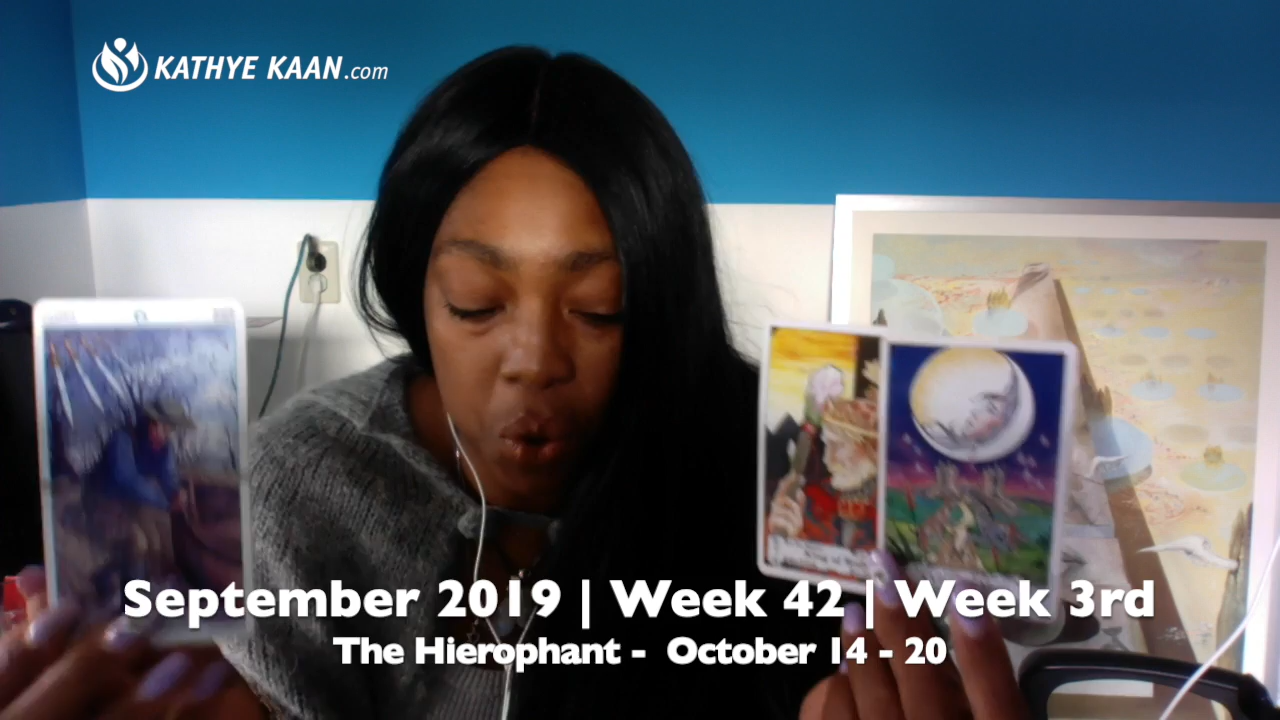 KATHYE KAAN.com
September 2019 | Week 42 | Week 3rd
The Hierophant - October 14 - 20